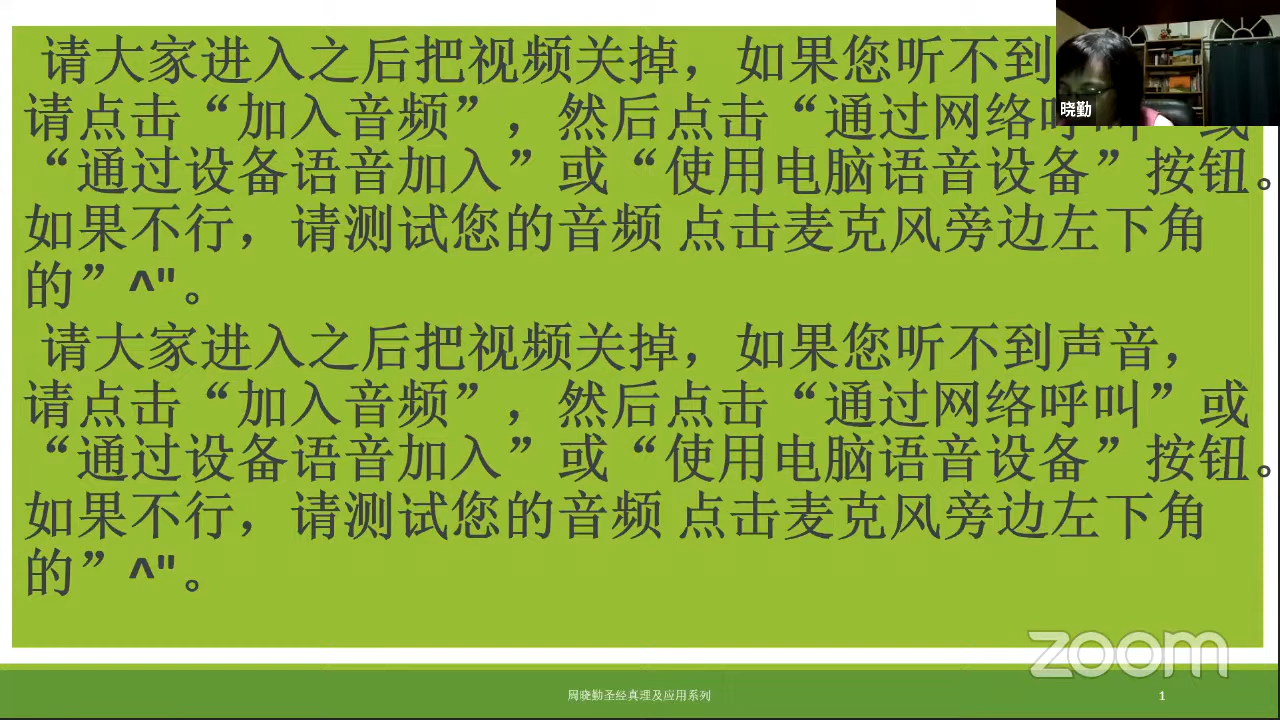 请大家进入之后把视频关掉，如果您听不到
请点击“加入音频”，然后点击“通过网络呼叫”或
“通过设备语音加入”或“使用电脑语音设备”按钮。
如果不行，请测试您的音频 点击麦克风旁边左下角
的”^"。
请大家进入之后把视频关掉，如果您听不到声音，
请点击“加入音频”，然后点击“通过网络呼叫”或
“通过设备语音加入”或“使用电脑语音设备”按钮。
如果不行，请测试您的音频 点击麦克风旁边左下角
的”^"。
晓勤
zoom
周晓勤圣经真理及应用系列
1